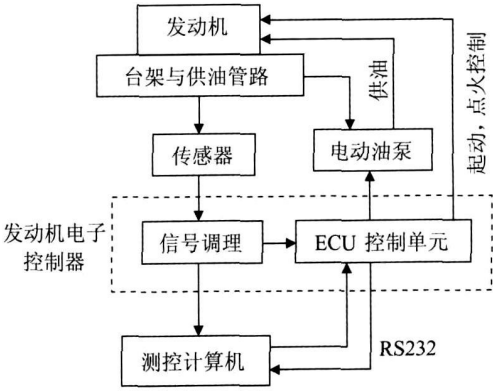 发动机
台架与供油管路
供油
起动,点火控制
传感器
电动油泵
发动机电子
控制器
信号调理
ECU 控制单元
RS232
测控计算机